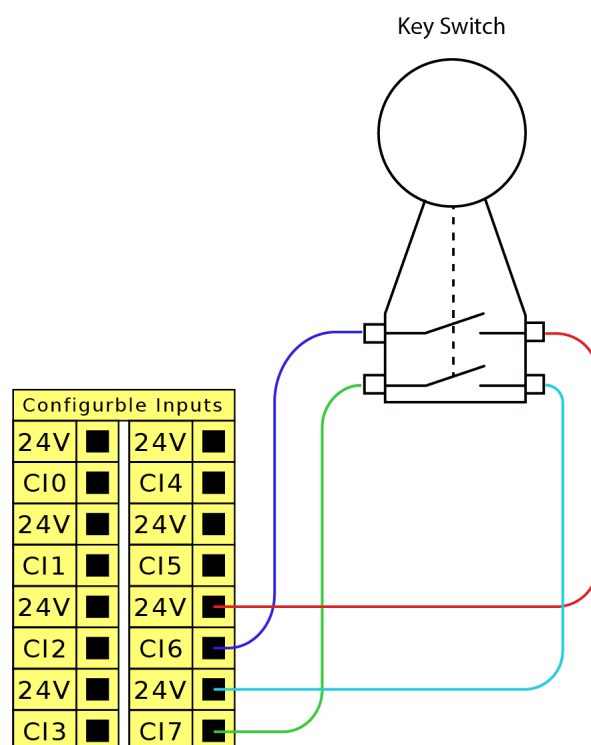 Key Switch
Configurble Inputs
24V 24V
CI0 CI4
24V 24V
CI1 CI5
24V 24V
CI2 CI6
24V 24V
CI3 CI7